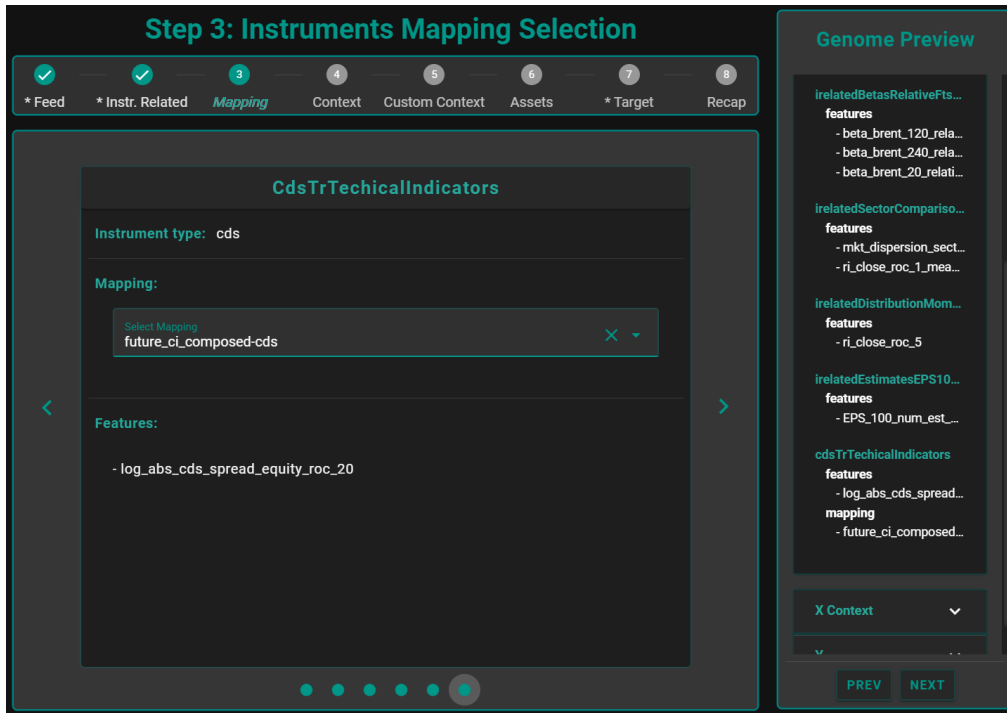 Step 3: Instruments Mapping Selection
3 4 5 6 7 8
* Feed * Instr. Related Mapping Context Custom Context Assets * Target Recap
CdsTrTechicalIndicators
Instrument type: cds
Mapping:
Select Mapping
future_ci_composed-cds
Features:
- log_abs_cds_spread_equity_roc_20
Genome Preview
irelatedBetasRelativeFts...
features
- beta_brent_120_rela...
- beta_brent_240_rela...
- beta_brent_20_relati...
irelatedSectorCompariso...
features
- mkt_dispersion_sect...
- ri_close_roc_1_mea...
irelatedDistributionMom...
features
- ri_close_roc_5
irelatedEstimatesEPS10...
features
- EPS_100_num_est_...
cdsTrTechicalIndicators
features
- log_abs_cds_spread...
mapping
- future_ci_composed...
X Context
PREV NEXT